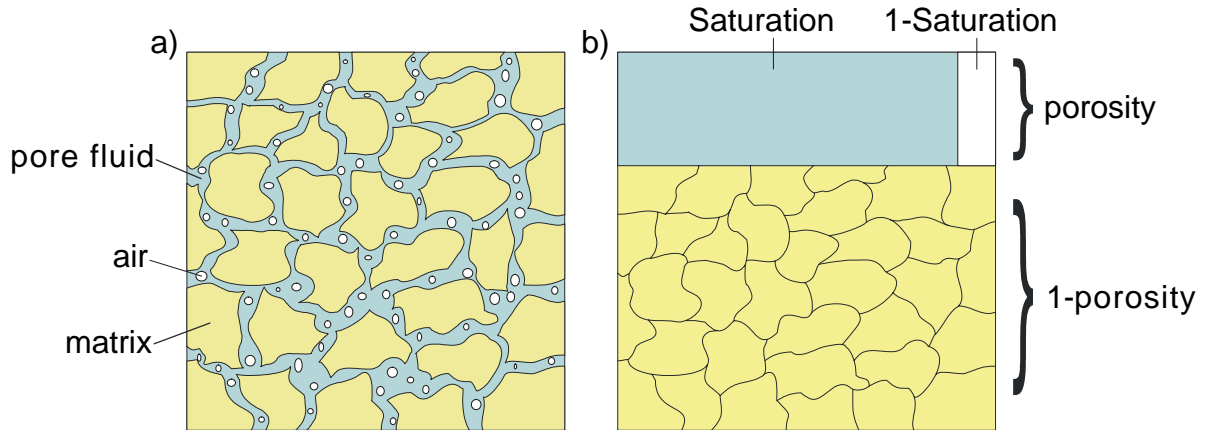 a)
pore fluid
air
matrix
b)
Saturation
1-Saturation
porosity
1-porosity